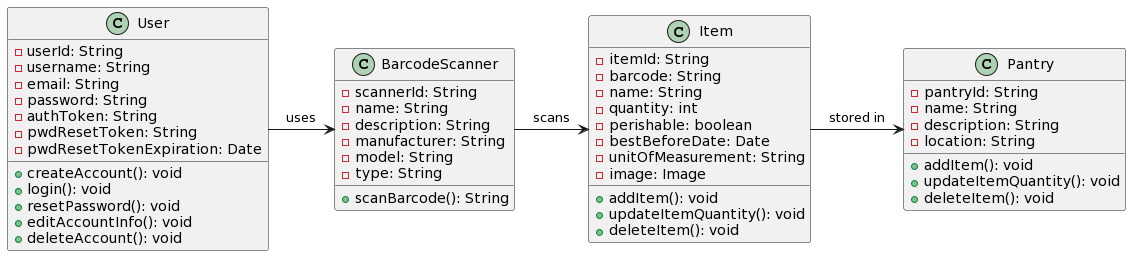 C User
userId: String
username: String
email: String
password: String
authToken: String
pwdResetToken: String
pwdResetTokenExpiration: Date
createAccount(): void
login(): void
resetPassword(): void
editAccountInfo(): void
deleteAccount(): void
uses
C BarcodeScanner
scannerId: String
name: String
description: String
manufacturer: String
model: String
type: String
scanBarcode(): String
scans
C Item
itemId: String
barcode: String
name: String
quantity: int
perishable: boolean
bestBeforeDate: Date
unitOfMeasurement: String
image: Image
addItem(): void
updateItemQuantity(): void
deleteItem(): void
stored in
C Pantry
pantryId: String
name: String
description: String
location: String
addItem(): void
updateItemQuantity(): void
deleteItem(): void